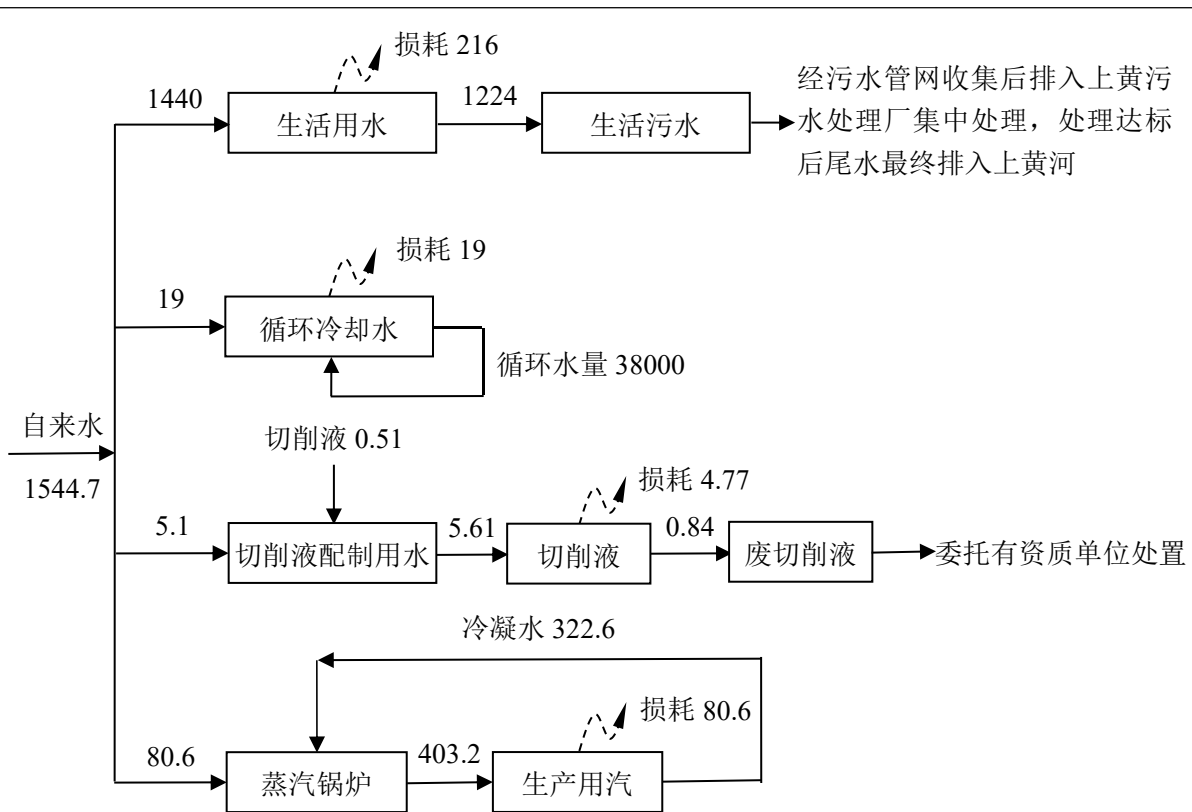 损耗 216
1440
生活用水
1224
生活污水
经污水管网收集后排入上黄污
水处理厂集中处理，处理达标
后尾水最终排入上黄河
损耗 19
19
循环冷却水
循环水量 38000
自来水
1544.7
切削液 0.51
损耗 4.77
5.1
切削液配制用水
5.61
切削液
0.84
废切削液
委托有资质单位处置
冷凝水 322.6
损耗 80.6
80.6
蒸汽锅炉
403.2
生产用汽